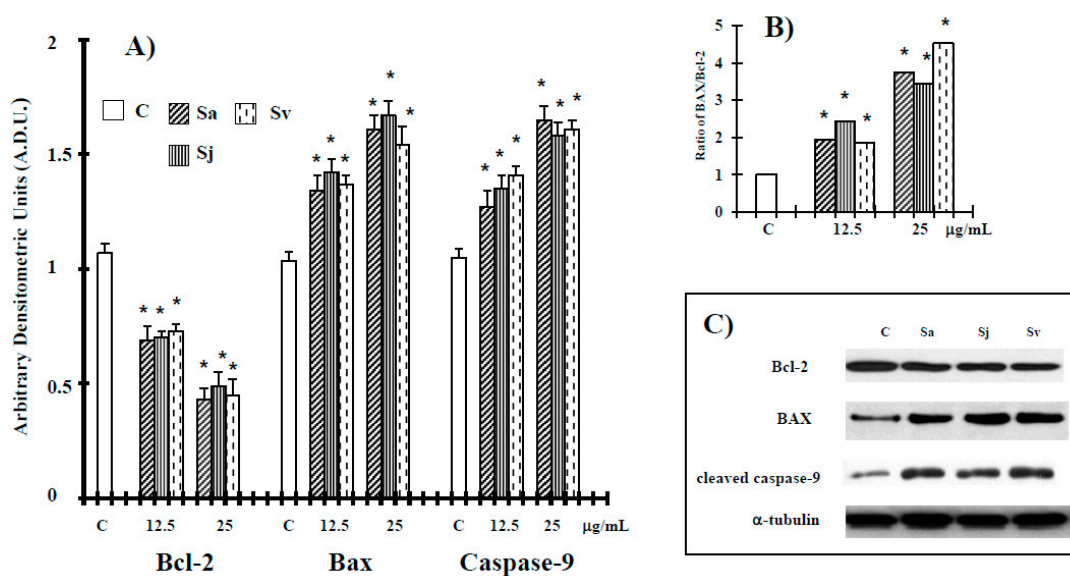 A)
Arbitrary Densitometric Units (A.D.U.)
2
1.5
1
0.5
0
C
Sa
Sv
Sj
* * * * * *
* * * * * *
* * * * * *
C 12.5 25 C 12.5 25 C 12.5 25 µg/mL
Bcl-2 Bax Caspase-9
B)
Ratio of BAX/Bcl-2
5
4
3
2
1
0
* * * * * *
C 12.5 25 µg/mL
C)
C Sa Sj Sv
Bcl-2
BAX
cleaved caspase-9
α-tubulin